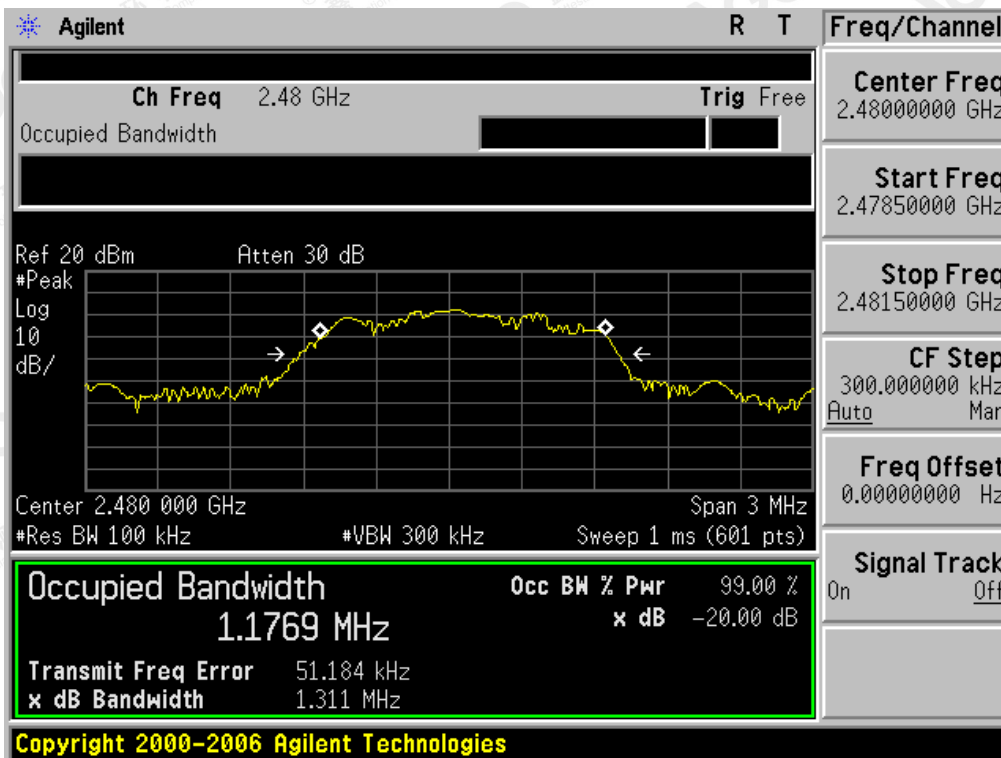 Agilent R T Freq/Channel
Ch Freq 2.48 GHz Trig Free
Occupied Bandwidth
Center Freq
2.48000000 GHz
Start Freq
2.47850000 GHz
Stop Freq
2.48150000 GHz
CF Step
300.000000 kHz
Auto Man
Freq Offset
0.00000000 Hz
Signal Track
On Off
Ref 20 dBm Atten 30 dB
#Peak
Log
10
dB/
Center 2.480 000 GHz Span 3 MHz
#Res BW 100 kHz #VBW 300 kHz Sweep 1 ms (601 pts)
Occupied Bandwidth Occ BW % Pwr 99.00 %
1.1769 MHz x dB -20.00 dB
Transmit Freq Error 51.184 kHz
x dB Bandwidth 1.311 MHz
Copyright 2000-2006 Agilent Technologies